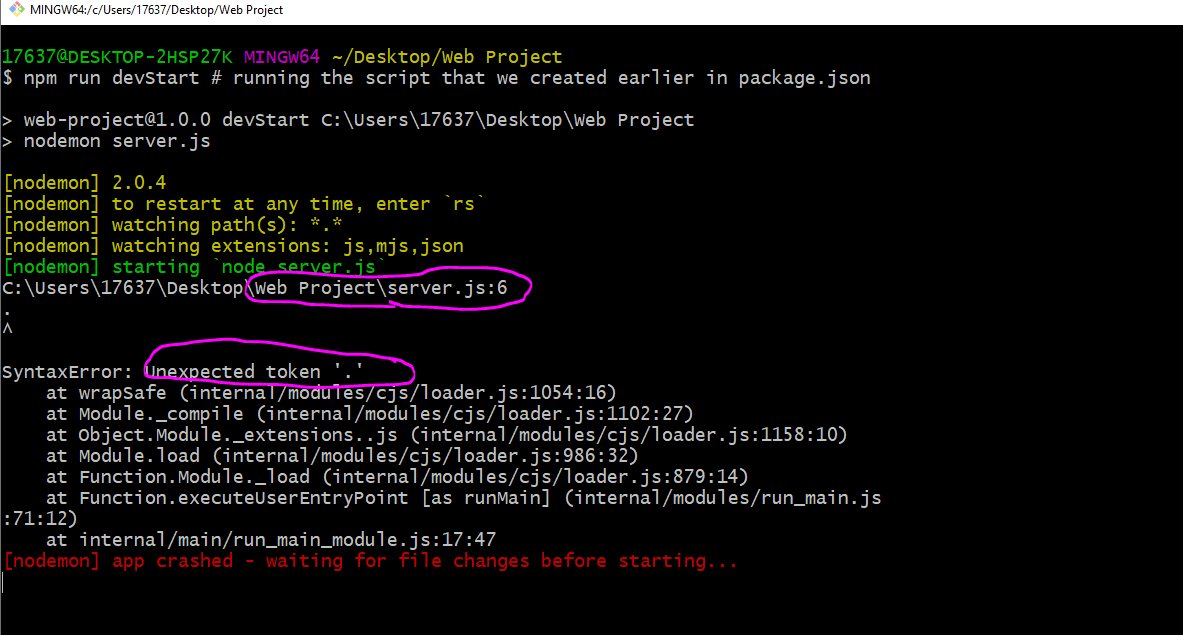 MINGW64:/c/Users/17637/Desktop/Web Project
17637@DESKTOP-2HSP27K MINGW64 ~/Desktop/Web Project
$ npm run devStart # running the script that we created earlier in package.json
> web-project@1.0.0 devStart C:\Users\17637\Desktop\Web Project
> nodemon server.js
[nodemon] 2.0.4
[nodemon] to restart at any time, enter `rs`
[nodemon] watching path(s): *.*
[nodemon] watching extensions: js,mjs,json
[nodemon] starting `node server.js`
C:\Users\17637\Desktop\Web Project\server.js:6
.
^
SyntaxError: Unexpected token '.'
    at wrapSafe (internal/modules/cjs/loader.js:1054:16)
    at Module._compile (internal/modules/cjs/loader.js:1102:27)
    at Object.Module._extensions..js (internal/modules/cjs/loader.js:1158:10)
    at Module.load (internal/modules/cjs/loader.js:986:32)
    at Function.Module._load (internal/modules/cjs/loader.js:879:14)
    at Function.executeUserEntryPoint [as runMain] (internal/modules/run_main.js
:71:12)
    at internal/main/run_main_module.js:17:47
[nodemon] app crashed - waiting for file changes before starting...